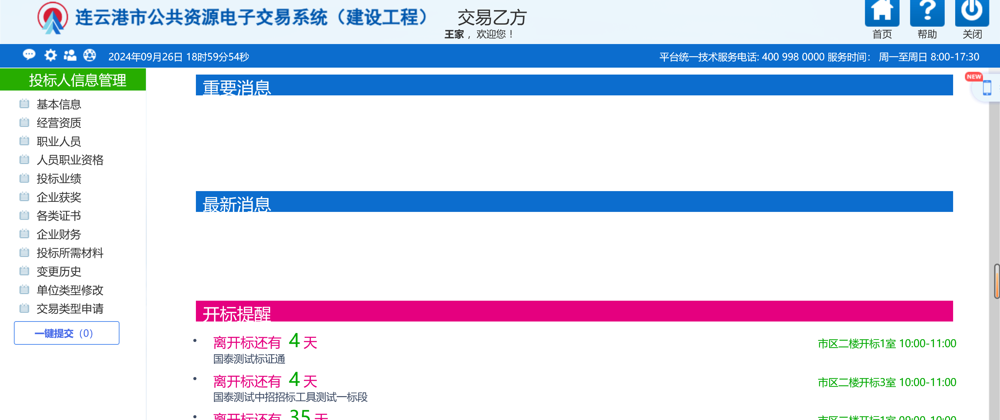 连云港市公共资源电子交易系统（建设工程）
交易乙方
王家，欢迎您！
首页
帮助
关闭
2024年09月26日 18时59分54秒
平台统一技术服务电话: 400 998 0000 服务时间： 周一至周日 8:00-17:30
NEW
投标人信息管理
基本信息
经营资质
职业人员
人员职业资格
投标业绩
企业获奖
各类证书
企业财务
投标所需材料
变更历史
单位类型修改
交易类型申请
一键提交（0）
重要消息
最新消息
开标提醒
离开标还有 4 天
市区二楼开标1室 10:00-11:00
国泰测试标证通
离开标还有 4 天
市区二楼开标3室 10:00-11:00
国泰测试中招招标工具测试一标段
离开标还有 35 天
市区二楼开标1室 09:00-10:00